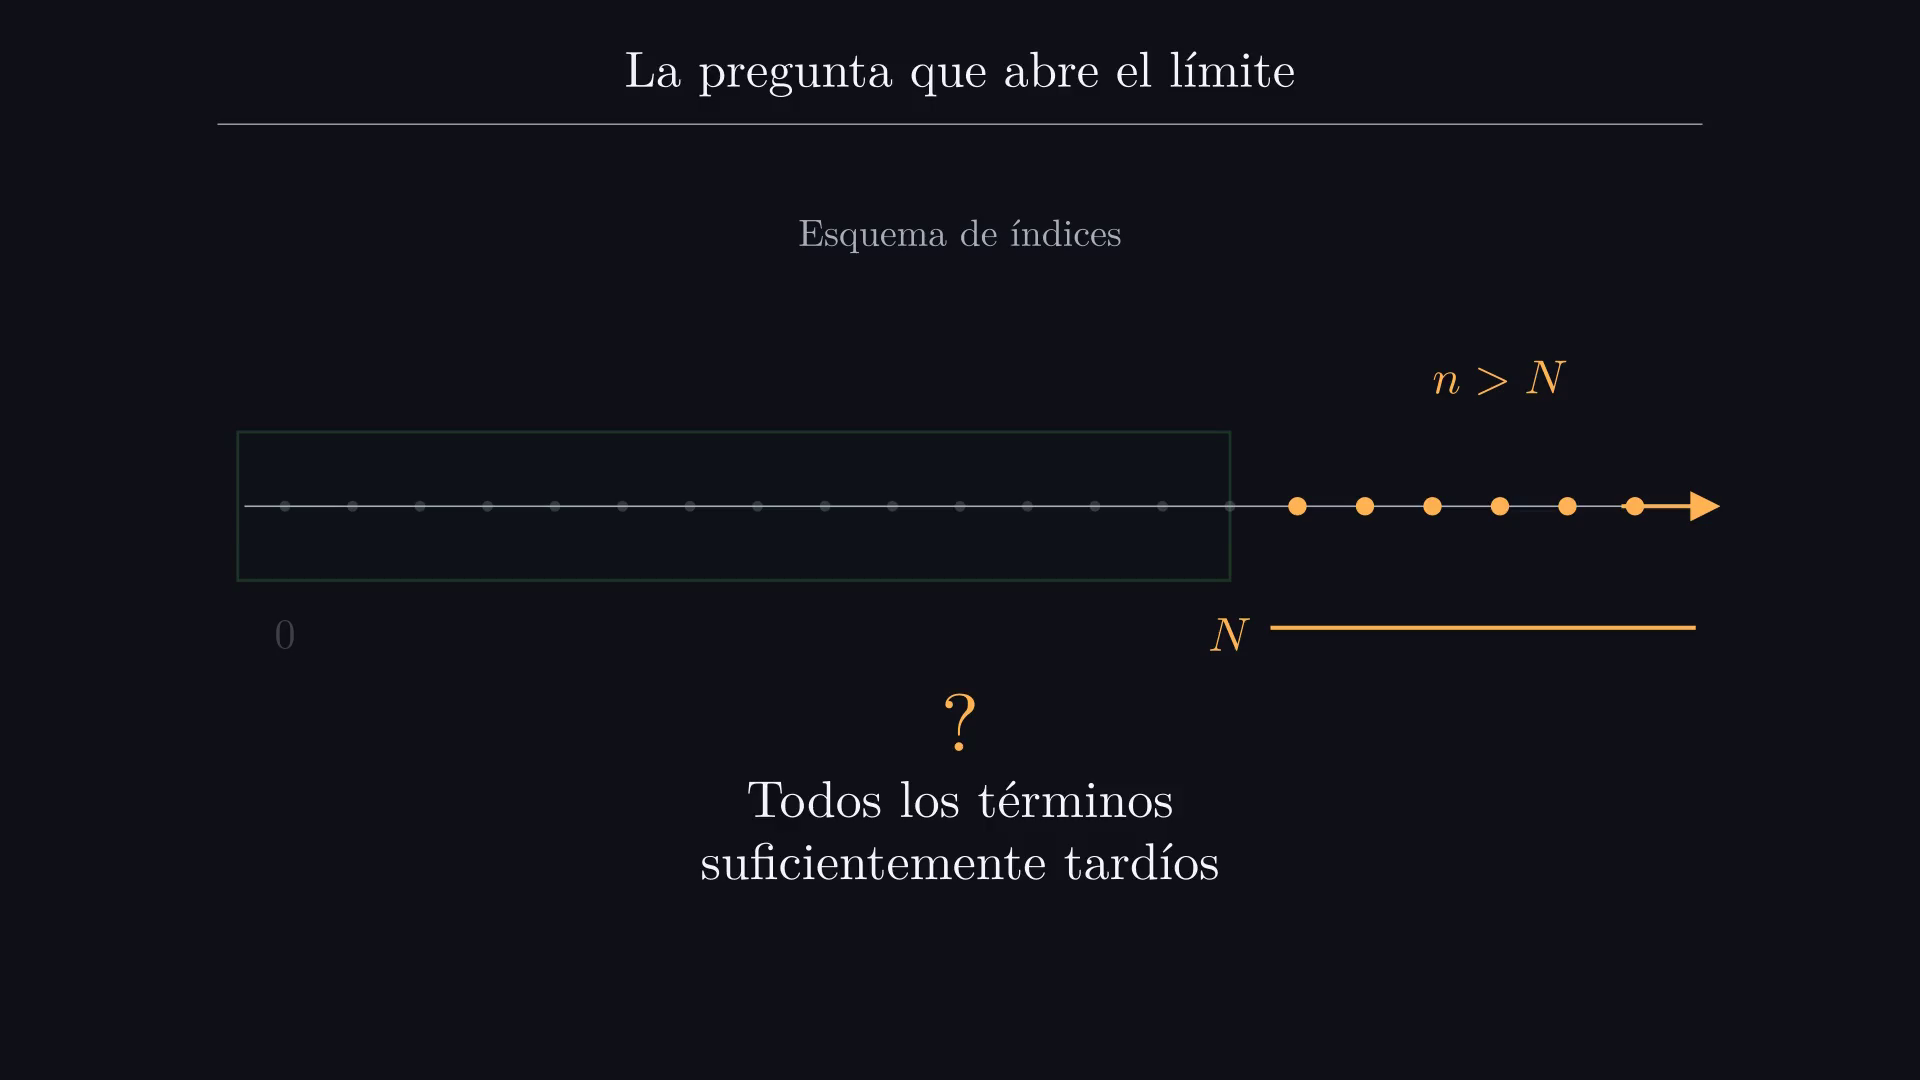 La pregunta que abre el límite
Esquema de índices
n > N
0
N
?
Todos los términos
suficientemente tardíos